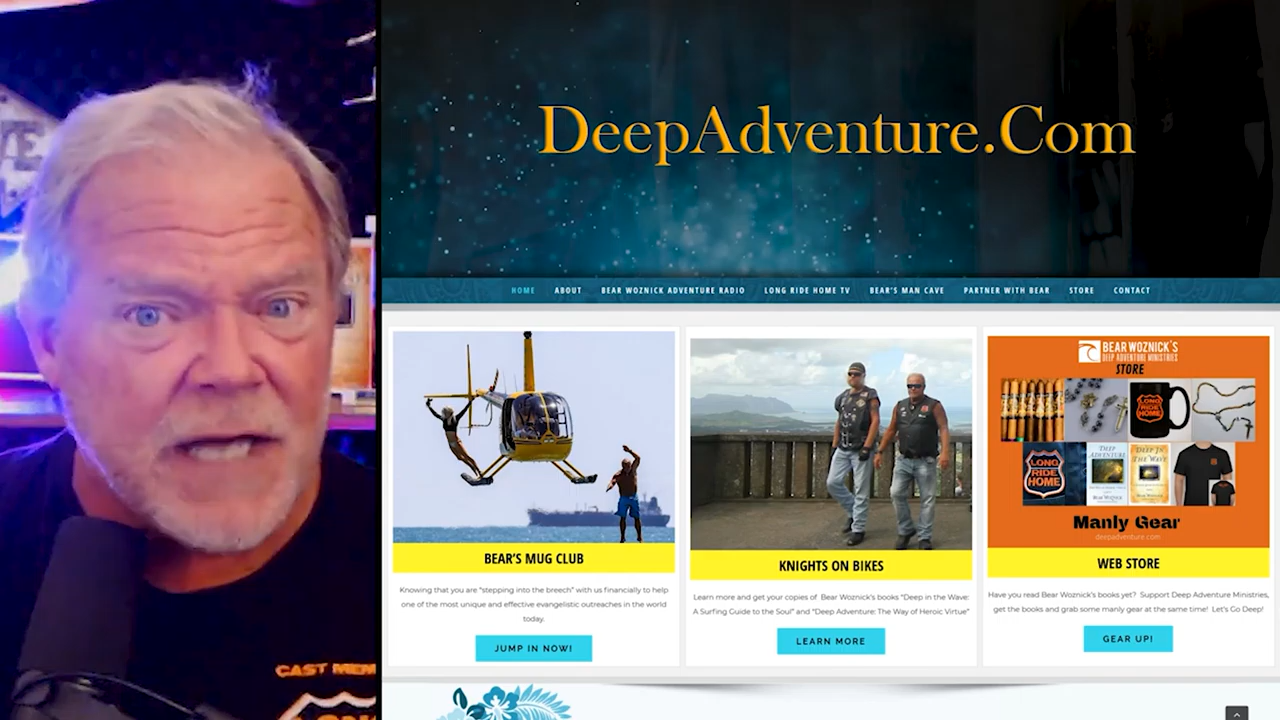 DeepAdventure.Com
HOME ABOUT BEAR WOZNICK ADVENTURE RADIO LONG RIDE HOME TV BEAR'S MAN CAVE PARTNER WITH BEAR STORE CONTACT
BEAR'S MUG CLUB
Knowing that you are "stepping into the breech" with us financially to help
one of the most unique and effective evangelistic outreaches in the world
today.
JUMP IN NOW!
KNIGHTS ON BIKES
Learn more and get your copies of Bear Woznick's books "Deep in the Wave:
A Surfing Guide to the Soul" and "Deep Adventure: The Way of Heroic Virtue"
LEARN MORE
BEAR WOZNICK'S
DEEP ADVENTURE MINISTRIES
STORE
LONG
RIDE
HOME
LONG
RIDE
HOME
DEEP
ADVENTURE
DEEP IN THE
WAVE
Manly Gear
deepadventure.com
WEB STORE
Have you read Bear Woznick's books yet? Support Deep Adventure Ministries,
get the books and grab some manly gear at the same time! Let's Go Deep!
GEAR UP!
CAST MEM